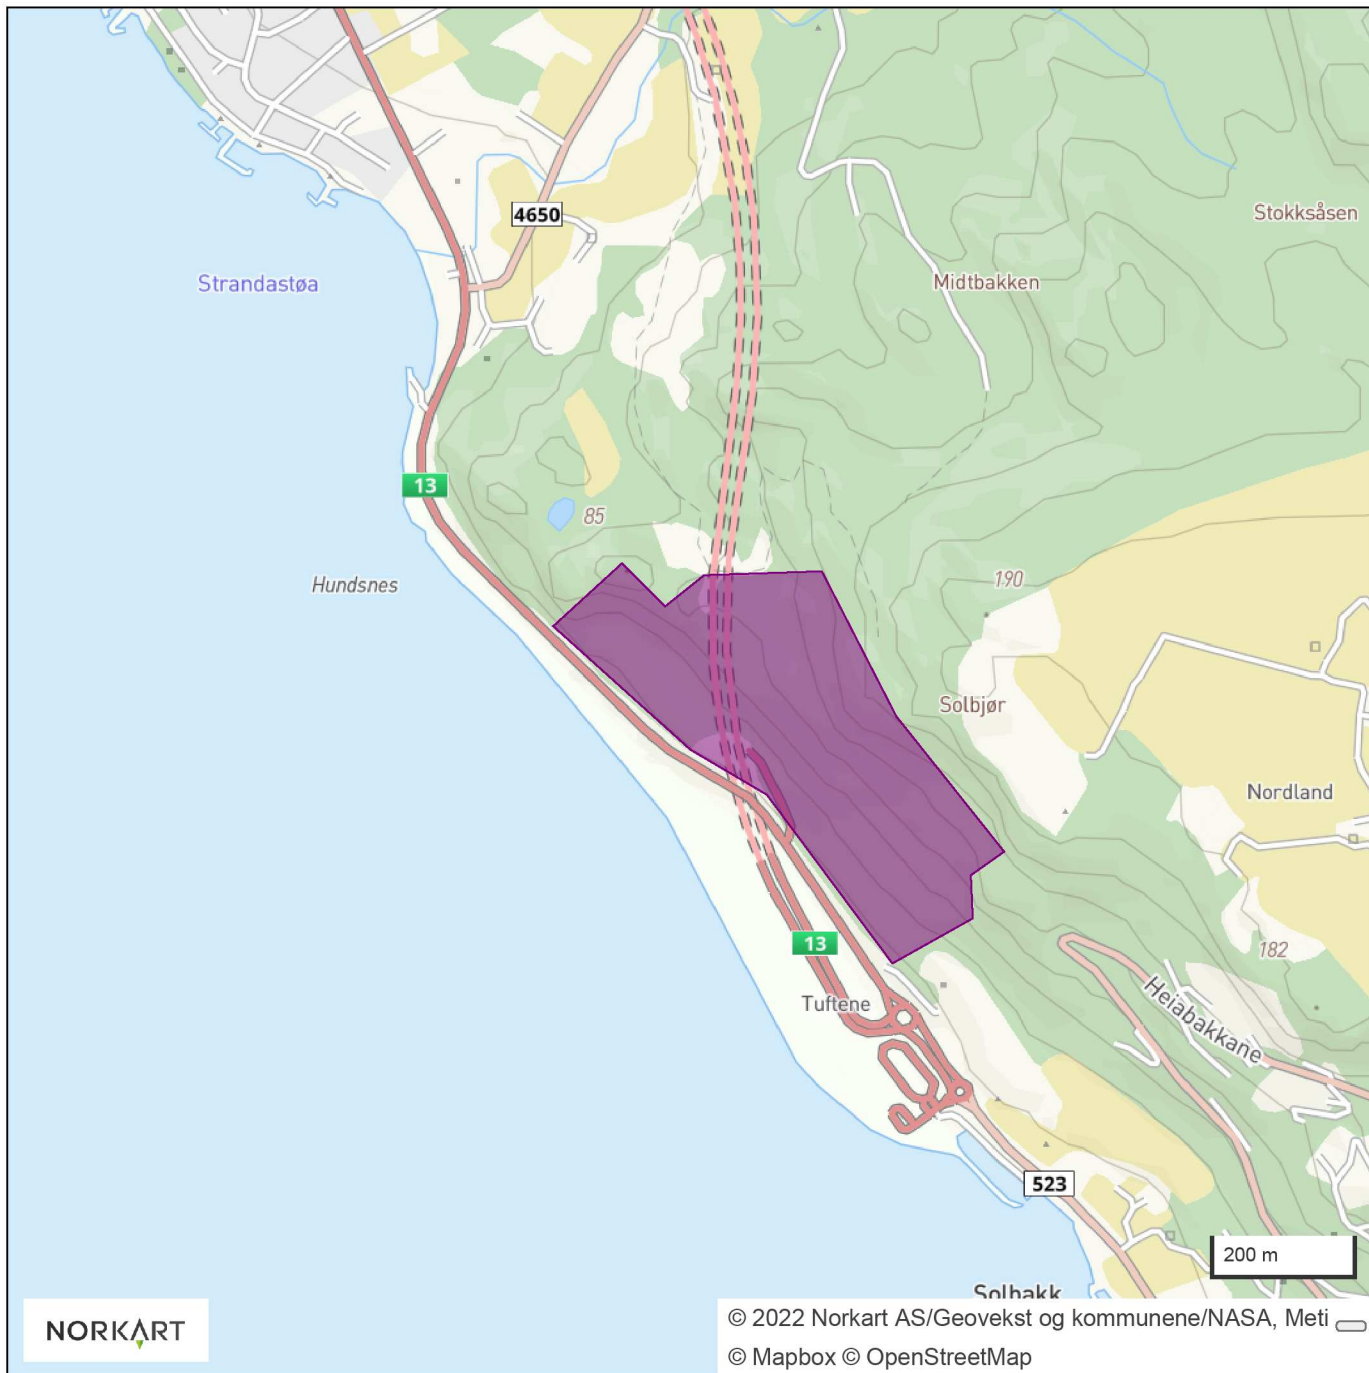 4650
Stokksåsen
Strandastøa
Midtbakken
13
85
Hundsnes
190
Solbjør
Nordland
13
182
Tuftene
Heiabakkane
523
200 m
Solbakk
NORKART
© 2022 Norkart AS/Geovekst og kommunene/NASA, Meti
© Mapbox © OpenStreetMap